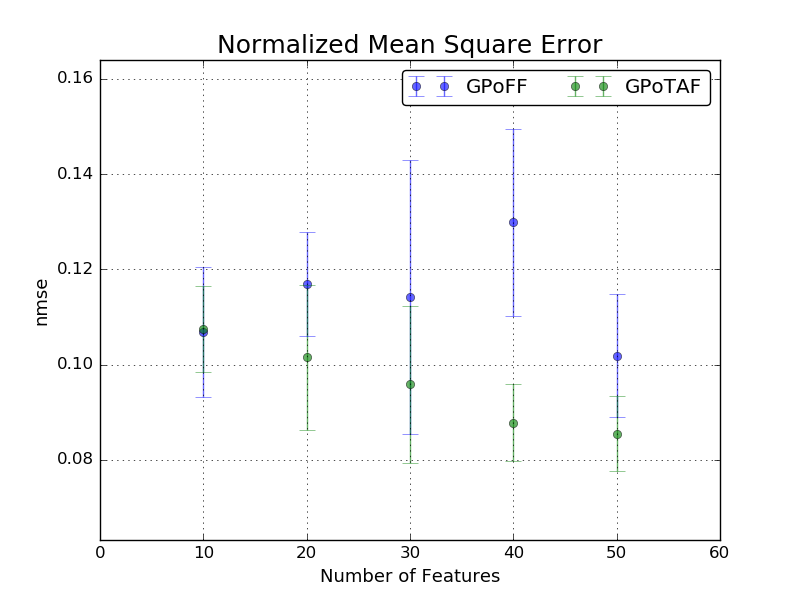 Normalized Mean Square Error
0.16
GPoFF GPoTAF
0.14
0.12
nmse
0.10
0.08
0 10 20 30 40 50 60
Number of Features